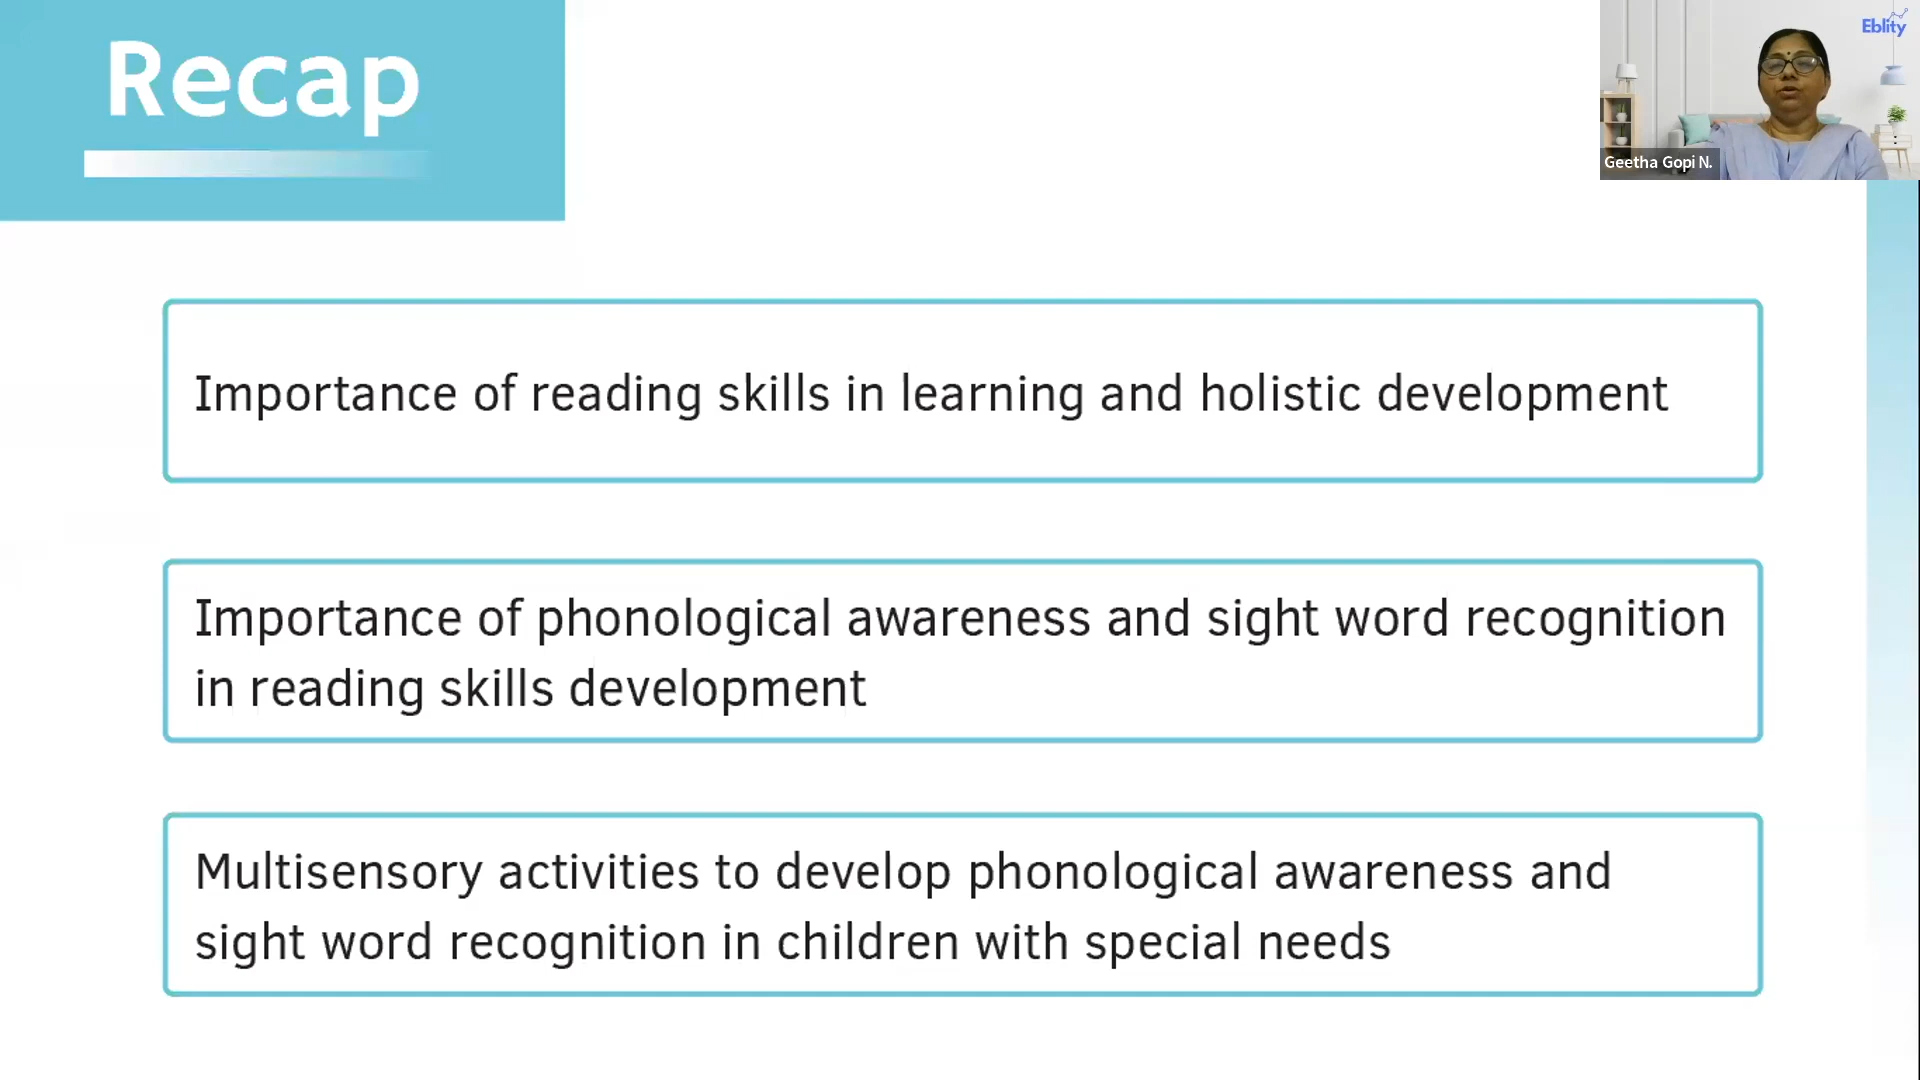 Recap
Eblity
Geetha Gopi N.
Importance of reading skills in learning and holistic development
Importance of phonological awareness and sight word recognition
in reading skills development
Multisensory activities to develop phonological awareness and
sight word recognition in children with special needs